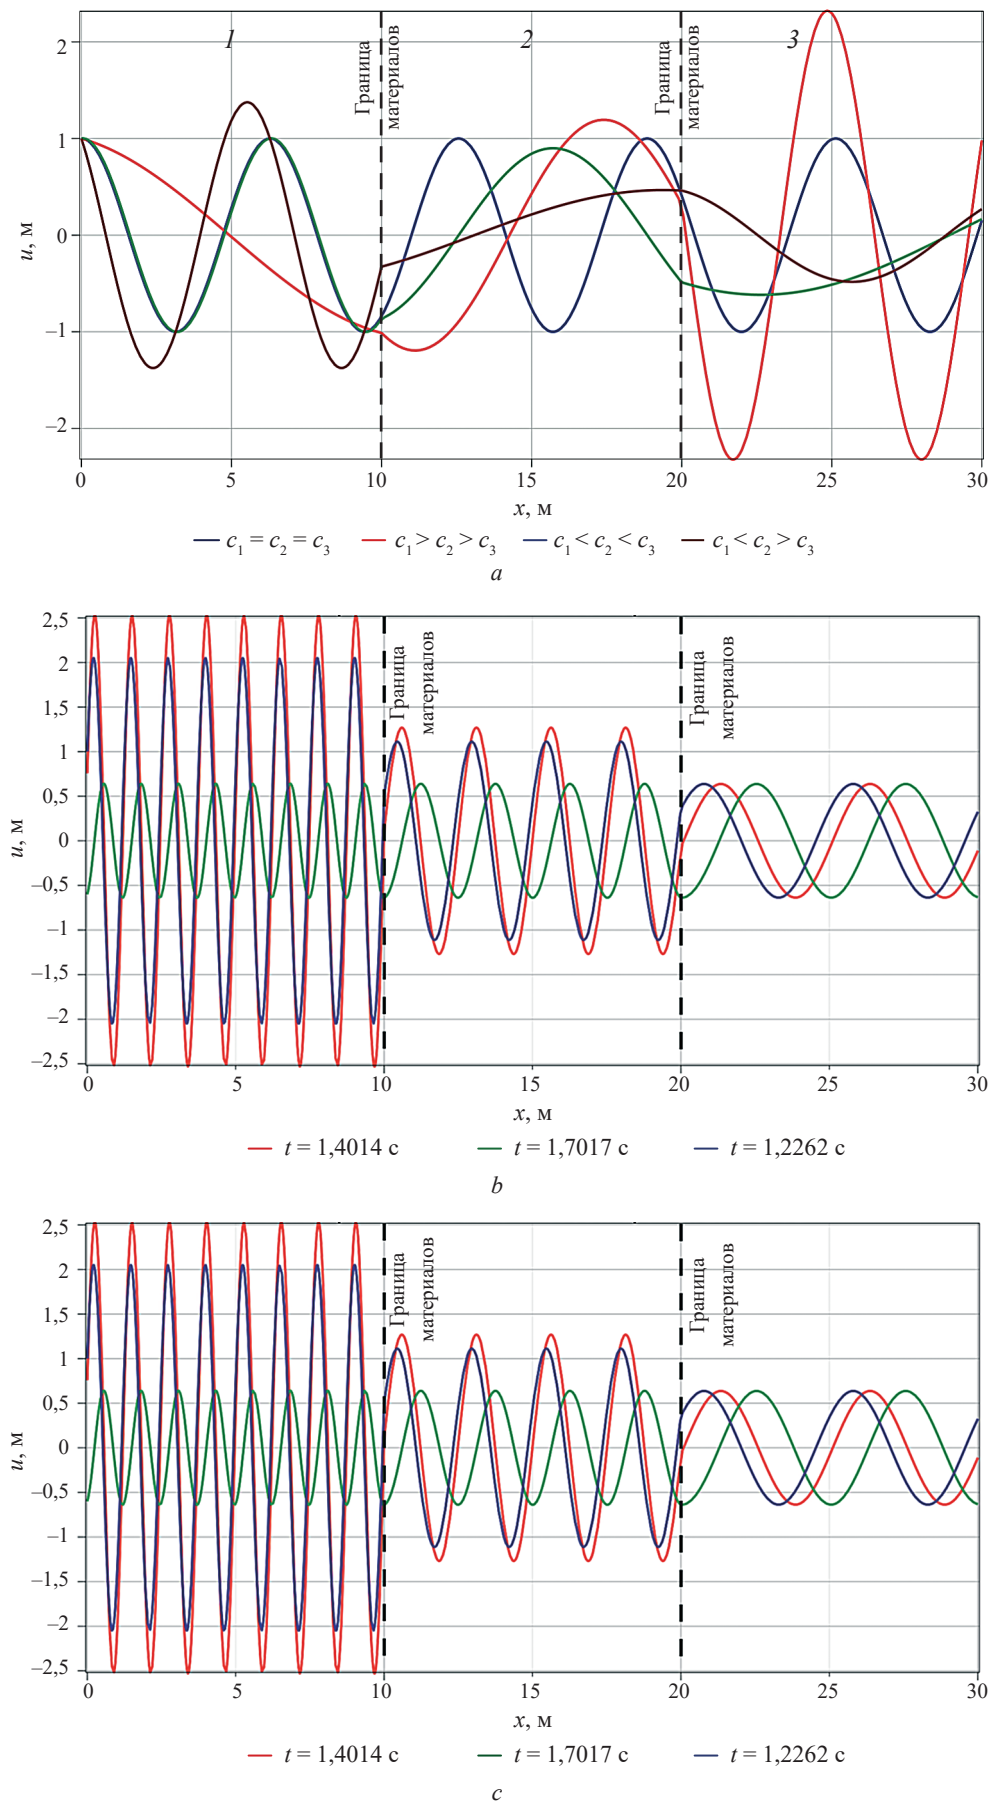 1 2 3
Граница
материалов
Граница
материалов
u, м
2
1
0
−1
−2
0 5 10 15 20 25 30
x, м
c1 = c2 = c3 c1 > c2 > c3 c1 < c2 < c3 c1 < c2 > c3
a
Граница
материалов
Граница
материалов
u, м
2,5
2
1,5
1
0,5
0
−0,5
−1
−1,5
−2
−2,5
0 5 10 15 20 25 30
x, м
t = 1,4014 с t = 1,7017 с t = 1,2262 с
b
Граница
материалов
Граница
материалов
u, м
2,5
2
1,5
1
0,5
0
−0,5
−1
−1,5
−2
−2,5
0 5 10 15 20 25 30
x, м
t = 1,4014 с t = 1,7017 с t = 1,2262 с
c